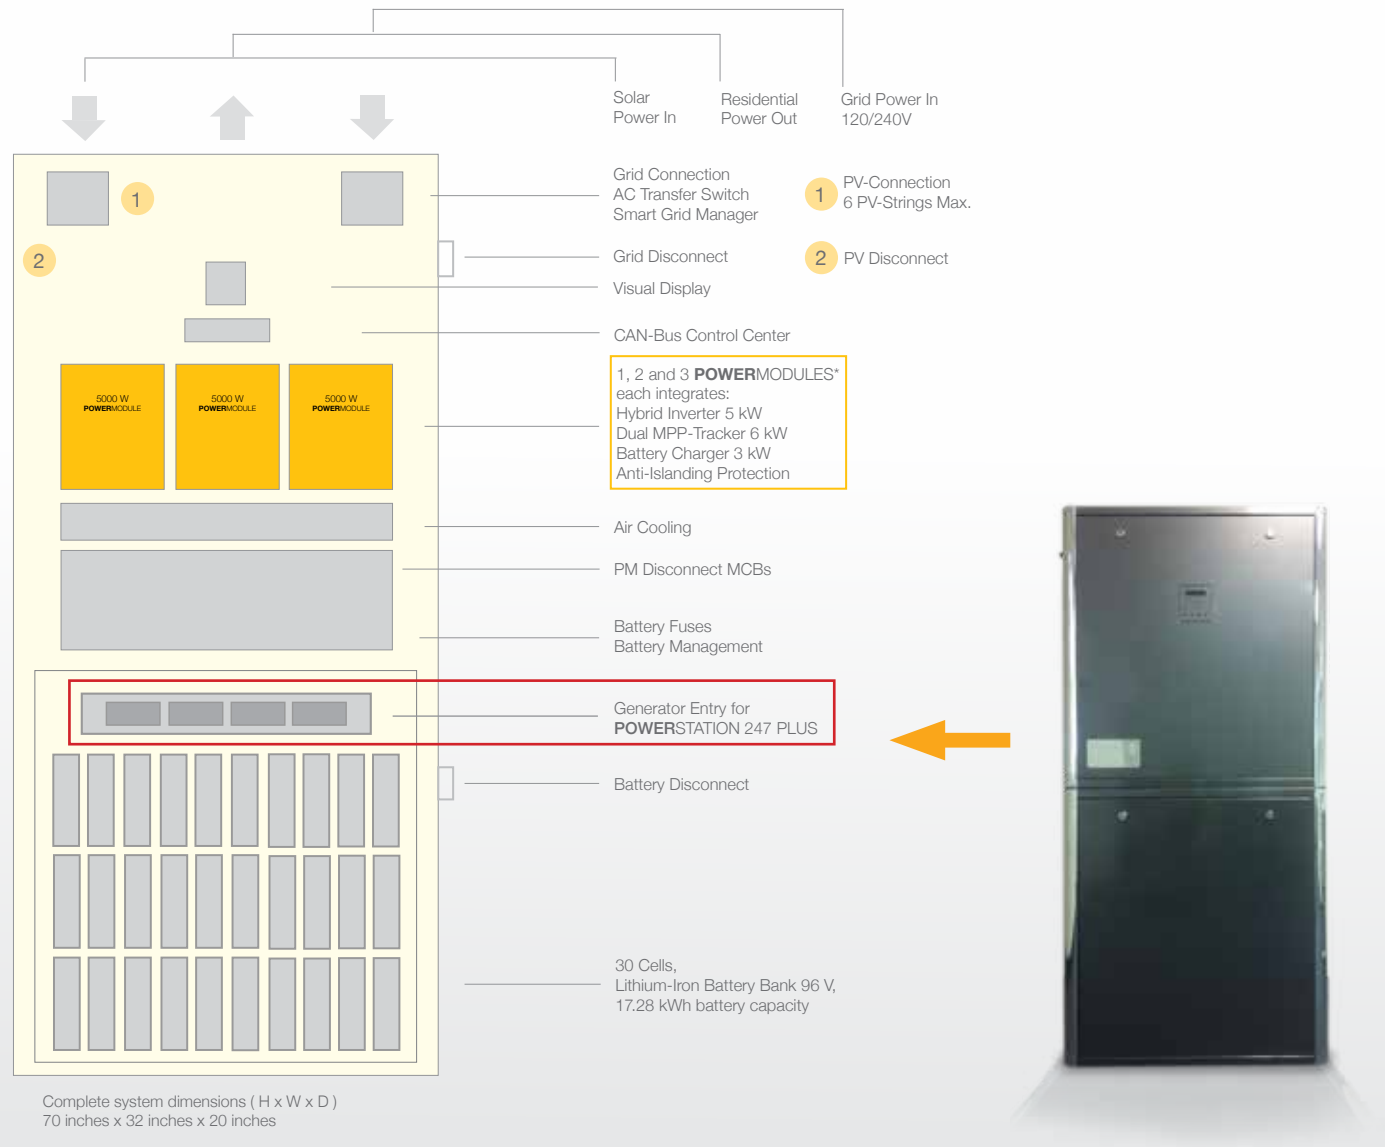 Solar
Power In
Residential
Power Out
Grid Power In
120/240V
Grid Connection
AC Transfer Switch
Smart Grid Manager
1
1
PV-Connection
6 PV-Strings Max.
2
Grid Disconnect
2
PV Disconnect
Visual Display
CAN-Bus Control Center
5000 W
POWERMODULE
5000 W
POWERMODULE
5000 W
POWERMODULE
1, 2 and 3 POWERMODULES*
each integrates:
Hybrid Inverter 5 kW
Dual MPP-Tracker 6 kW
Battery Charger 3 kW
Anti-Islanding Protection
Air Cooling
PM Disconnect MCBs
Battery Fuses
Battery Management
Generator Entry for
POWERSTATION 247 PLUS
Battery Disconnect
30 Cells,
Lithium-Iron Battery Bank 96 V,
17.28 kWh battery capacity
Complete system dimensions ( H x W x D )
70 inches x 32 inches x 20 inches